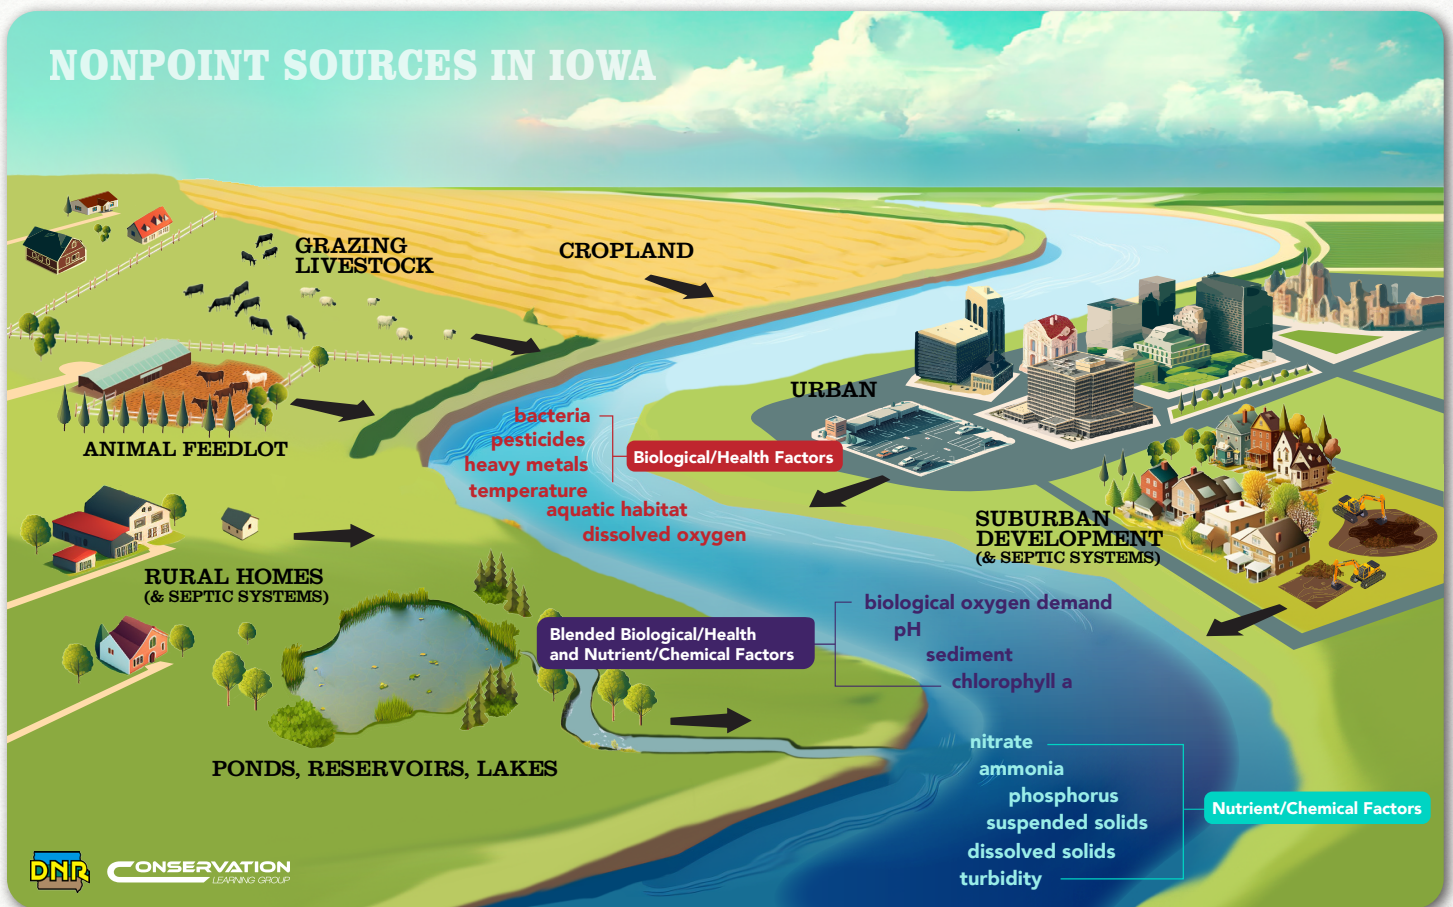 NONPOINT SOURCES IN IOWA
GRAZING
LIVESTOCK
CROPLAND
URBAN
ANIMAL FEEDLOT
bacteria
pesticides
heavy metals
temperature
aquatic habitat
dissolved oxygen
Biological/Health Factors
SUBURBAN
DEVELOPMENT
(& SEPTIC SYSTEMS)
RURAL HOMES
(& SEPTIC SYSTEMS)
Blended Biological/Health
and Nutrient/Chemical Factors
biological oxygen demand
pH
sediment
chlorophyll a
PONDS, RESERVOIRS, LAKES
nitrate
ammonia
phosphorus
suspended solids
dissolved solids
turbidity
Nutrient/Chemical Factors
DNR
CONSERVATION
LEARNING GROUP